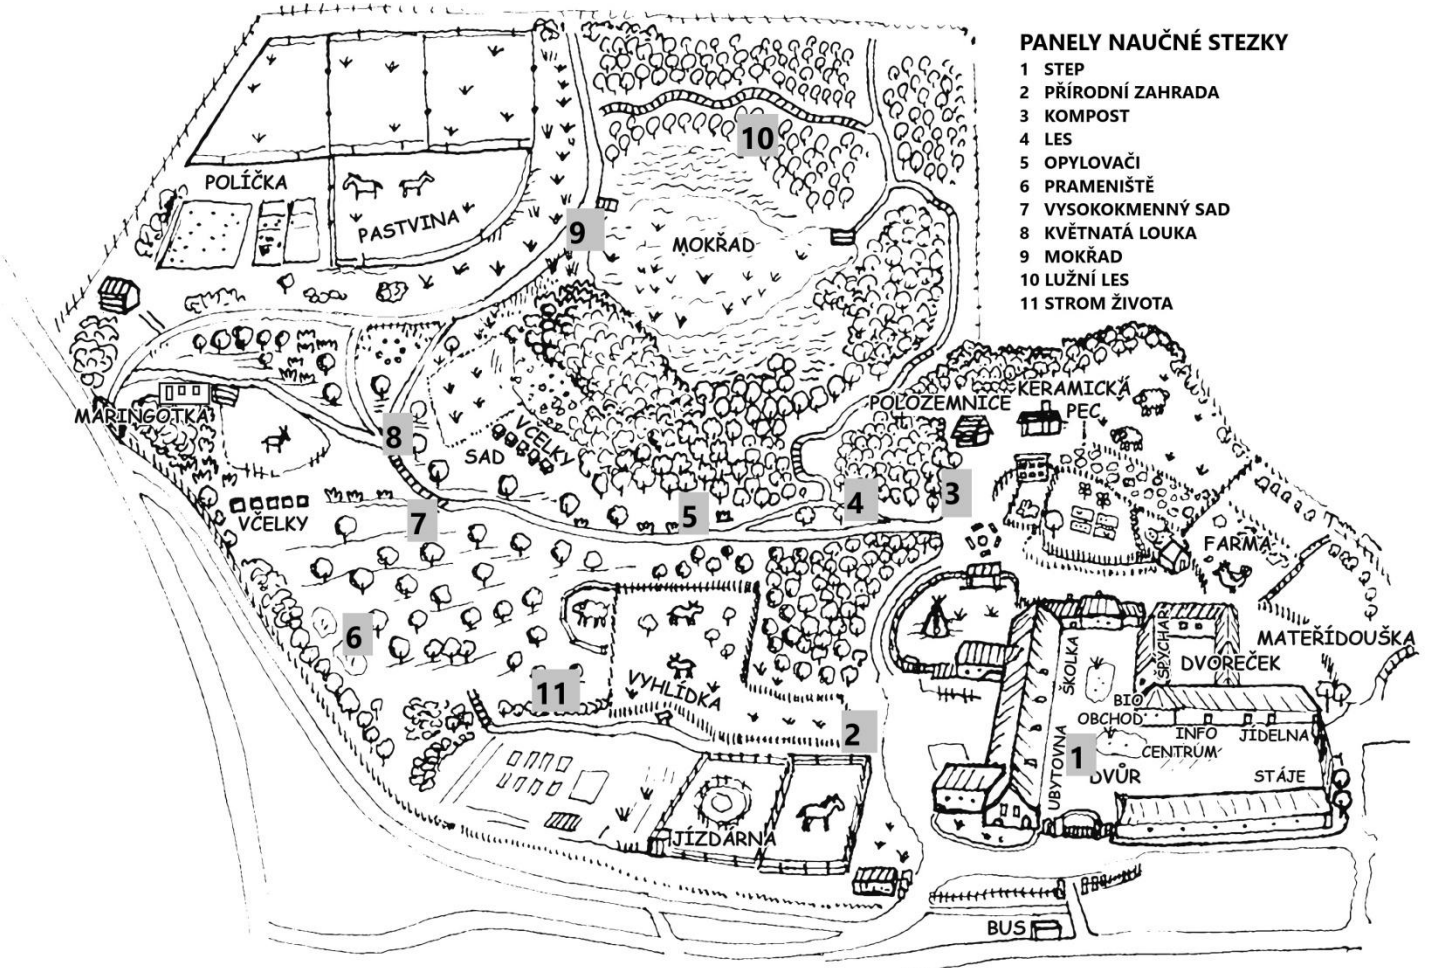 PANELY NAUČNÉ STEZKY
1 STEP
2 PŘÍRODNÍ ZAHRADA
3 KOMPOST
4 LES
5 OPYLOVAČI
6 PRAMENIŠTĚ
7 VYSOKOKMENNÝ SAD
8 KVĚTNATÁ LOUKA
9 MOKŘAD
10 LUŽNÍ LES
11 STROM ŽIVOTA
10
POLÍČKA
PASTVINA
9
MOKŘAD
MARINGOTKA
POLOZEMNICE
KERAMICKÁ
PEC
8
SAD
VČELKY
VČELKY
7
5
4
3
FARMA
6
11
VYHLÍDKA
2
MATEŘÍDOUŠKA
ŠKOLKA
ŠPÝCHAR
DVOREČEK
BIO
OBCHOD
INFO
CENTRUM
JÍDELNA
UBYTOVNA
1
DVŮR
STÁJE
JÍZDÁRNA
BUS